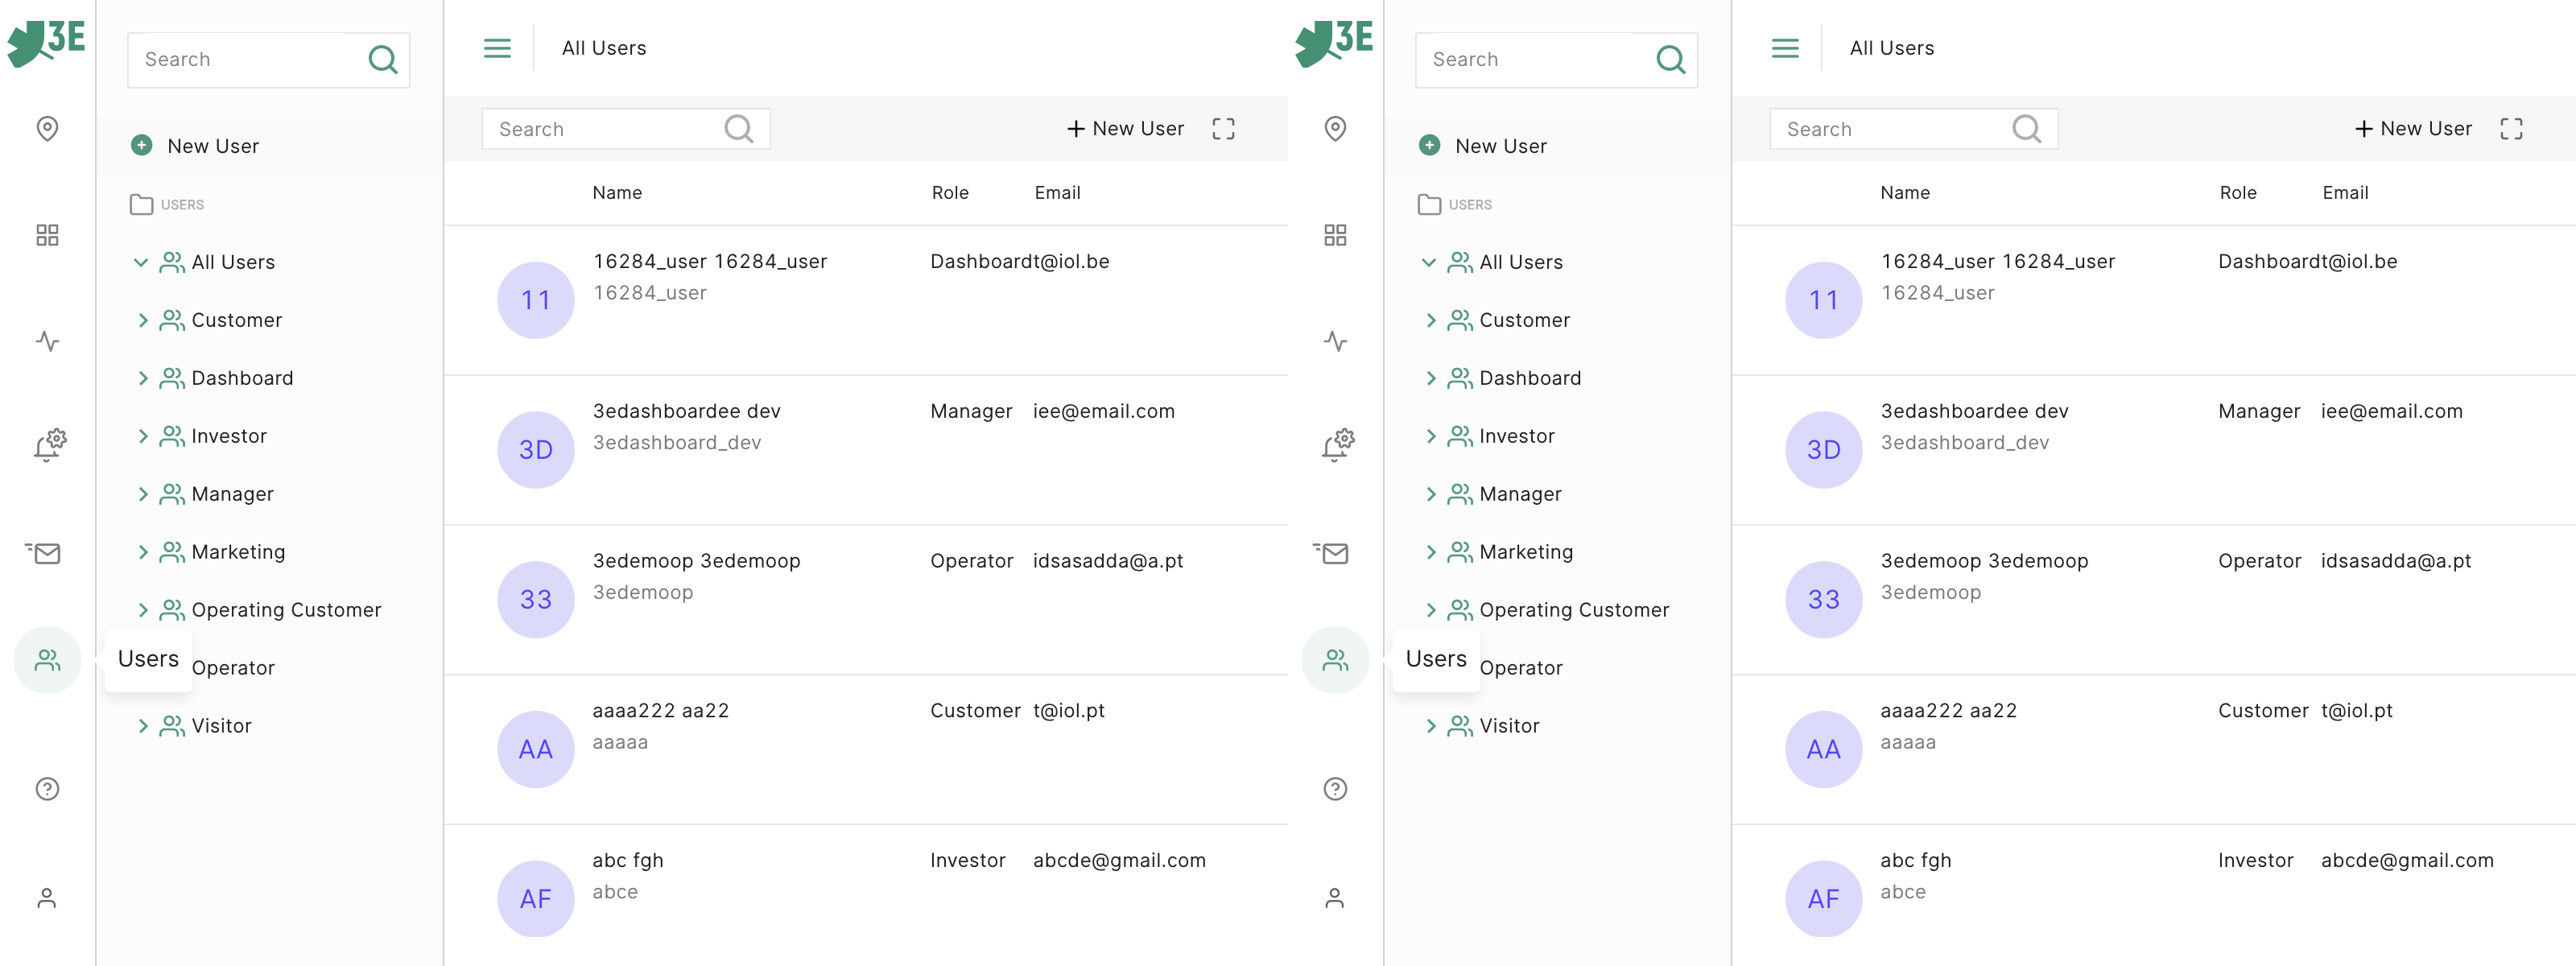 3E
Search
New User
USERS
All Users
Customer
Dashboard
Investor
Manager
Marketing
Operating Customer
Users
Operator
Visitor
All Users
Search
New User
Name Role Email
11
16284_user 16284_user Dashboardt@iol.be
16284_user
3D
3edashboardee dev Manager iee@email.com
3edashboard_dev
33
3edemoop 3edemoop Operator idsasadda@a.pt
3edemoop
AA
aaaa222 aa22 Customer t@iol.pt
aaaaa
AF
abc fgh Investor abcde@gmail.com
abce
3E
Search
New User
USERS
All Users
Customer
Dashboard
Investor
Manager
Marketing
Operating Customer
Users
Operator
Visitor
All Users
Search
New User
Name Role Email
11
16284_user 16284_user Dashboardt@iol.be
16284_user
3D
3edashboardee dev Manager iee@email.com
3edashboard_dev
33
3edemoop 3edemoop Operator idsasadda@a.pt
3edemoop
AA
aaaa222 aa22 Customer t@iol.pt
aaaaa
AF
abc fgh Investor abcde@gmail.com
abce